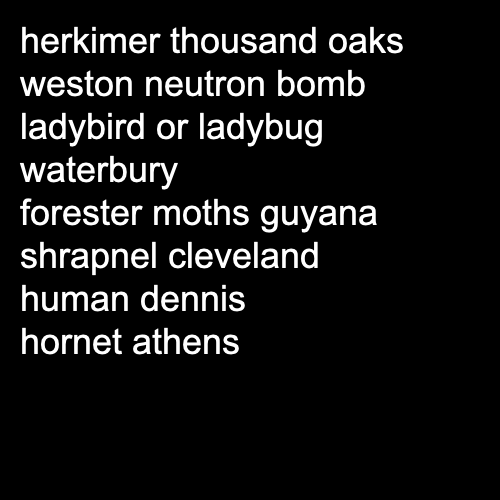 herkimer thousand oaks
weston neutron bomb
ladybird or ladybug
waterbury
forester moths guyana
shrapnel cleveland
human dennis
hornet athens